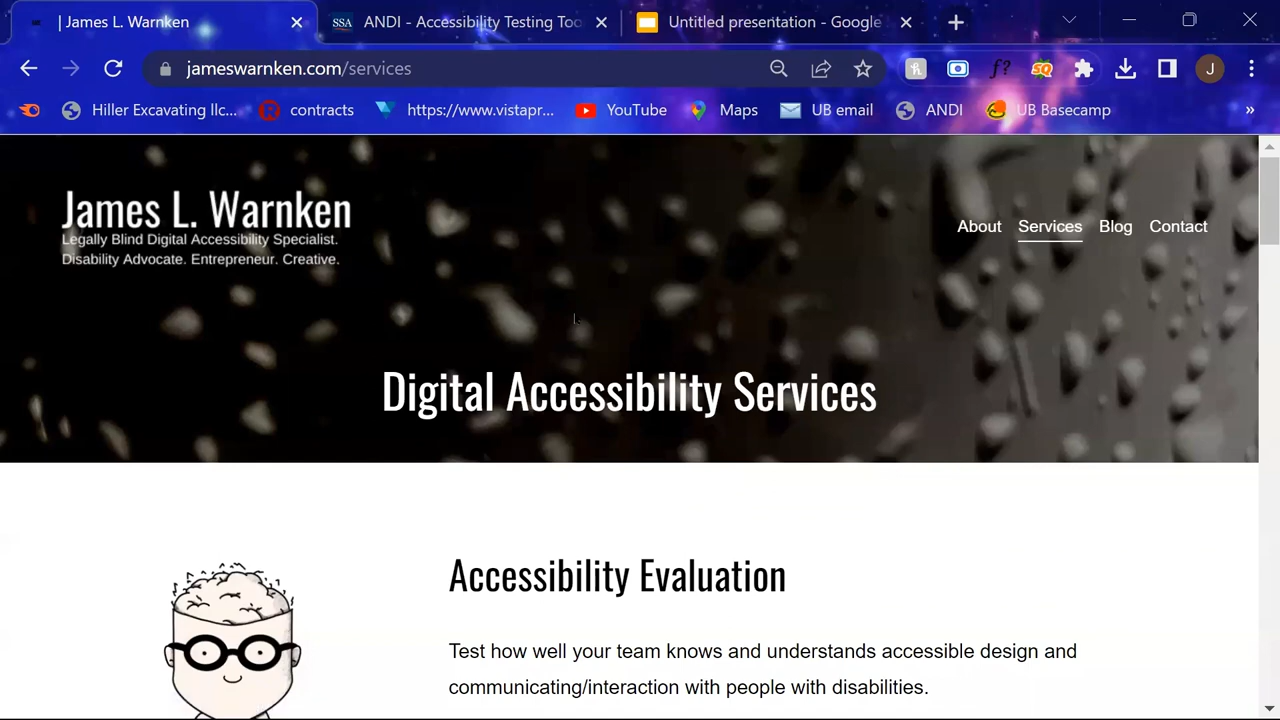 | James L. Warnken
SSA
ANDI - Accessibility Testing Too
Untitled presentation - Google
jameswarnken.com/services
J
Hiller Excavating llc...
contracts
https://www.vistapr...
YouTube
Maps
UB email
ANDI
UB Basecamp
»
James L. Warnken
Legally Blind Digital Accessibility Specialist.
Disability Advocate. Entrepreneur. Creative.
About
Services
Blog
Contact
Digital Accessibility Services
Accessibility Evaluation
Test how well your team knows and understands accessible design and
communicating/interaction with people with disabilities.